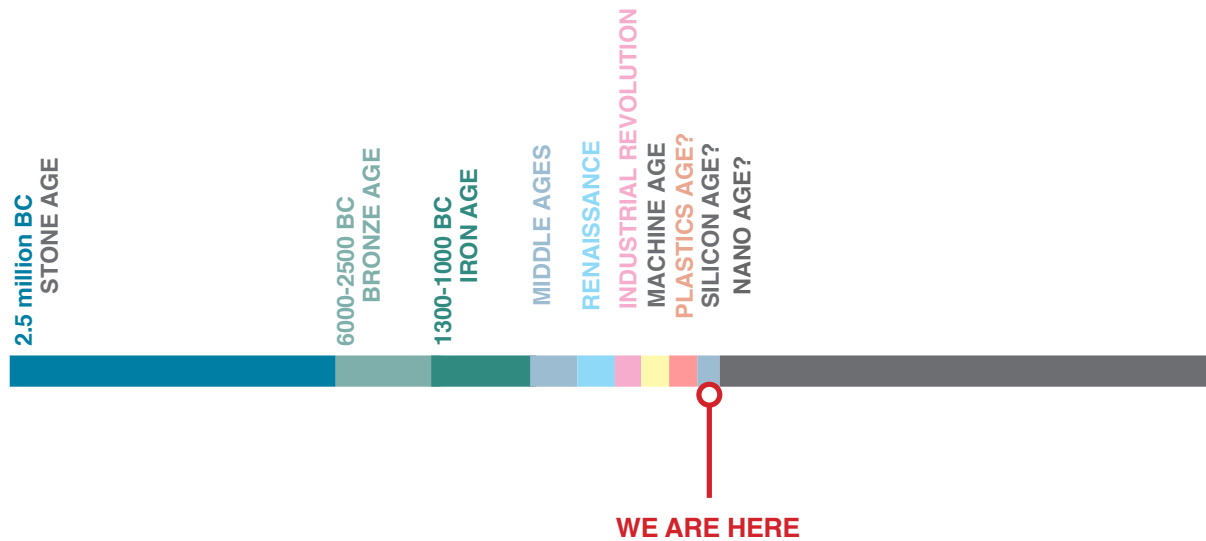 2.5 million BC
STONE AGE
6000-2500 BC
BRONZE AGE
1300-1000 BC
IRON AGE
MIDDLE AGES
RENAISSANCE
INDUSTRIAL REVOLUTION
MACHINE AGE
PLASTICS AGE?
SILICON AGE?
NANO AGE?
WE ARE HERE